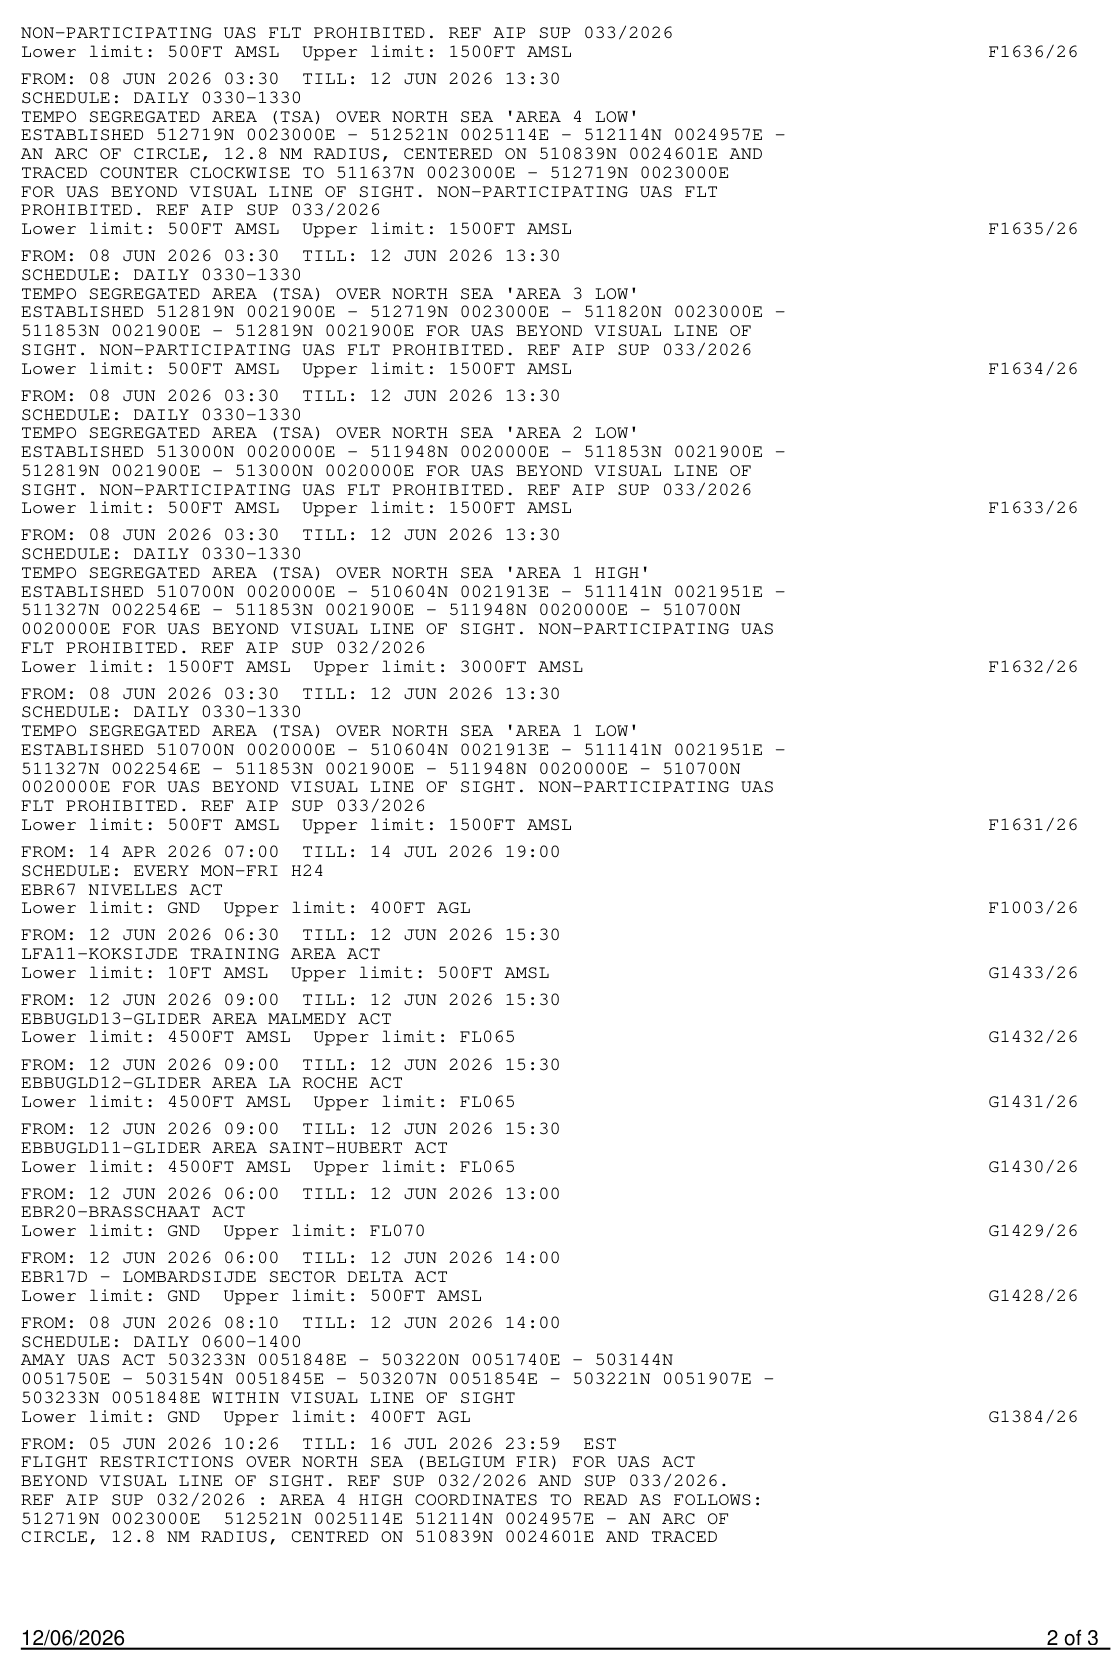 NON-PARTICIPATING UAS FLT PROHIBITED. REF AIP SUP 033/2026
Lower limit: 500FT AMSL  Upper limit: 1500FT AMSL F1636/26
FROM: 08 JUN 2026 03:30  TILL: 12 JUN 2026 13:30
SCHEDULE: DAILY 0330-1330
TEMPO SEGREGATED AREA (TSA) OVER NORTH SEA 'AREA 4 LOW'
ESTABLISHED 512719N 0023000E - 512521N 0025114E - 512114N 0024957E -
AN ARC OF CIRCLE, 12.8 NM RADIUS, CENTERED ON 510839N 0024601E AND
TRACED COUNTER CLOCKWISE TO 511637N 0023000E - 512719N 0023000E
FOR UAS BEYOND VISUAL LINE OF SIGHT. NON-PARTICIPATING UAS FLT
PROHIBITED. REF AIP SUP 033/2026
Lower limit: 500FT AMSL  Upper limit: 1500FT AMSL F1635/26
FROM: 08 JUN 2026 03:30  TILL: 12 JUN 2026 13:30
SCHEDULE: DAILY 0330-1330
TEMPO SEGREGATED AREA (TSA) OVER NORTH SEA 'AREA 3 LOW'
ESTABLISHED 512819N 0021900E - 512719N 0023000E - 511820N 0023000E -
511853N 0021900E - 512819N 0021900E FOR UAS BEYOND VISUAL LINE OF
SIGHT. NON-PARTICIPATING UAS FLT PROHIBITED. REF AIP SUP 033/2026
Lower limit: 500FT AMSL  Upper limit: 1500FT AMSL F1634/26
FROM: 08 JUN 2026 03:30  TILL: 12 JUN 2026 13:30
SCHEDULE: DAILY 0330-1330
TEMPO SEGREGATED AREA (TSA) OVER NORTH SEA 'AREA 2 LOW'
ESTABLISHED 513000N 0020000E - 511948N 0020000E - 511853N 0021900E -
512819N 0021900E - 513000N 0020000E FOR UAS BEYOND VISUAL LINE OF
SIGHT. NON-PARTICIPATING UAS FLT PROHIBITED. REF AIP SUP 033/2026
Lower limit: 500FT AMSL  Upper limit: 1500FT AMSL F1633/26
FROM: 08 JUN 2026 03:30  TILL: 12 JUN 2026 13:30
SCHEDULE: DAILY 0330-1330
TEMPO SEGREGATED AREA (TSA) OVER NORTH SEA 'AREA 1 HIGH'
ESTABLISHED 510700N 0020000E - 510604N 0021913E - 511141N 0021951E -
511327N 0022546E - 511853N 0021900E - 511948N 0020000E - 510700N
0020000E FOR UAS BEYOND VISUAL LINE OF SIGHT. NON-PARTICIPATING UAS
FLT PROHIBITED. REF AIP SUP 032/2026
Lower limit: 1500FT AMSL  Upper limit: 3000FT AMSL F1632/26
FROM: 08 JUN 2026 03:30  TILL: 12 JUN 2026 13:30
SCHEDULE: DAILY 0330-1330
TEMPO SEGREGATED AREA (TSA) OVER NORTH SEA 'AREA 1 LOW'
ESTABLISHED 510700N 0020000E - 510604N 0021913E - 511141N 0021951E -
511327N 0022546E - 511853N 0021900E - 511948N 0020000E - 510700N
0020000E FOR UAS BEYOND VISUAL LINE OF SIGHT. NON-PARTICIPATING UAS
FLT PROHIBITED. REF AIP SUP 033/2026
Lower limit: 500FT AMSL  Upper limit: 1500FT AMSL F1631/26
FROM: 14 APR 2026 07:00  TILL: 14 JUL 2026 19:00
SCHEDULE: EVERY MON-FRI H24
EBR67 NIVELLES ACT
Lower limit: GND  Upper limit: 400FT AGL F1003/26
FROM: 12 JUN 2026 06:30  TILL: 12 JUN 2026 15:30
LFA11-KOKSIJDE TRAINING AREA ACT
Lower limit: 10FT AMSL  Upper limit: 500FT AMSL G1433/26
FROM: 12 JUN 2026 09:00  TILL: 12 JUN 2026 15:30
EBBUGLD13-GLIDER AREA MALMEDY ACT
Lower limit: 4500FT AMSL  Upper limit: FL065 G1432/26
FROM: 12 JUN 2026 09:00  TILL: 12 JUN 2026 15:30
EBBUGLD12-GLIDER AREA LA ROCHE ACT
Lower limit: 4500FT AMSL  Upper limit: FL065 G1431/26
FROM: 12 JUN 2026 09:00  TILL: 12 JUN 2026 15:30
EBBUGLD11-GLIDER AREA SAINT-HUBERT ACT
Lower limit: 4500FT AMSL  Upper limit: FL065 G1430/26
FROM: 12 JUN 2026 06:00  TILL: 12 JUN 2026 13:00
EBR20-BRASSCHAAT ACT
Lower limit: GND  Upper limit: FL070 G1429/26
FROM: 12 JUN 2026 06:00  TILL: 12 JUN 2026 14:00
EBR17D - LOMBARDSIJDE SECTOR DELTA ACT
Lower limit: GND  Upper limit: 500FT AMSL G1428/26
FROM: 08 JUN 2026 08:10  TILL: 12 JUN 2026 14:00
SCHEDULE: DAILY 0600-1400
AMAY UAS ACT 503233N 0051848E - 503220N 0051740E - 503144N
0051750E - 503154N 0051845E - 503207N 0051854E - 503221N 0051907E -
503233N 0051848E WITHIN VISUAL LINE OF SIGHT
Lower limit: GND  Upper limit: 400FT AGL G1384/26
FROM: 05 JUN 2026 10:26  TILL: 16 JUL 2026 23:59  EST
FLIGHT RESTRICTIONS OVER NORTH SEA (BELGIUM FIR) FOR UAS ACT
BEYOND VISUAL LINE OF SIGHT. REF SUP 032/2026 AND SUP 033/2026.
REF AIP SUP 032/2026 : AREA 4 HIGH COORDINATES TO READ AS FOLLOWS:
512719N 0023000E  512521N 0025114E 512114N 0024957E - AN ARC OF
CIRCLE, 12.8 NM RADIUS, CENTRED ON 510839N 0024601E AND TRACED
12/06/2026 2 of 3